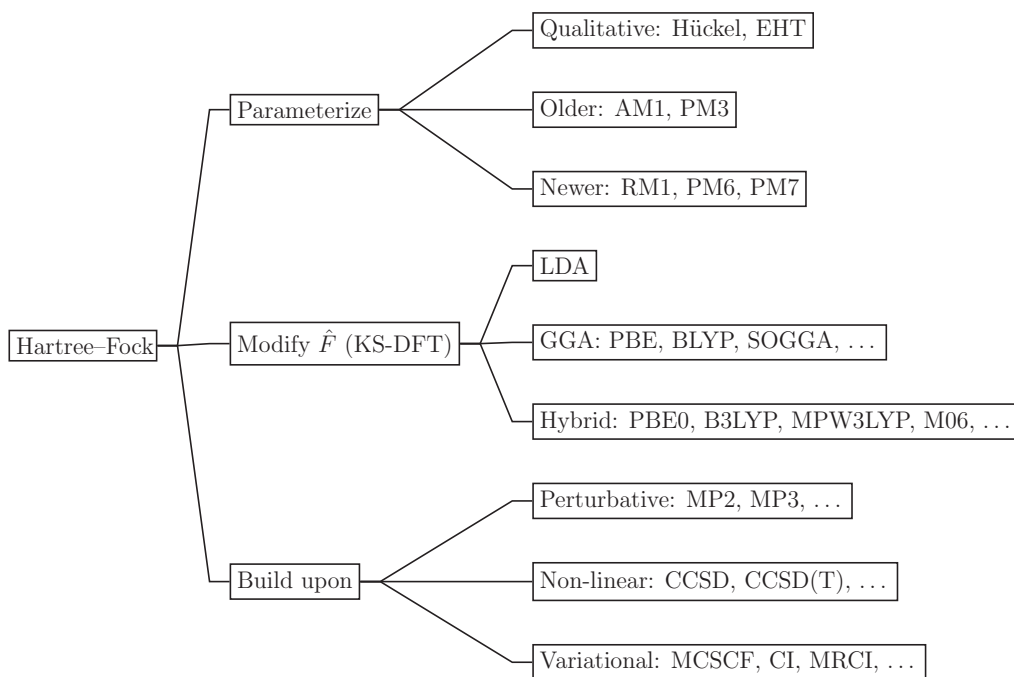 Qualitative: Hückel, EHT
Parameterize
Older: AM1, PM3
Newer: RM1, PM6, PM7
LDA
Hartree–Fock
Modify F̂ (KS-DFT)
GGA: PBE, BLYP, SOGGA, . . .
Hybrid: PBE0, B3LYP, MPW3LYP, M06, . . .
Perturbative: MP2, MP3, . . .
Build upon
Non-linear: CCSD, CCSD(T), . . .
Variational: MCSCF, CI, MRCI, . . .